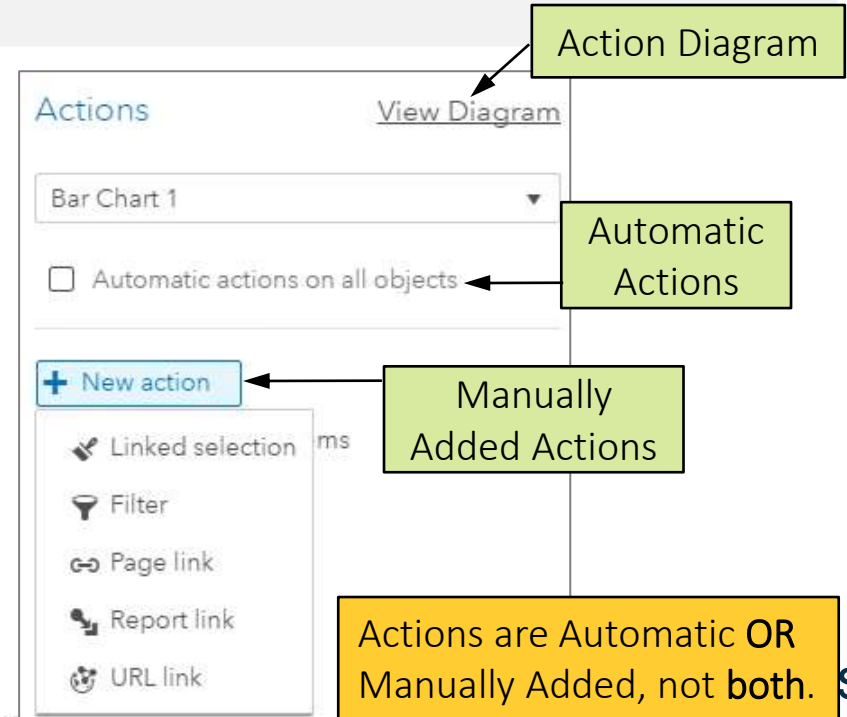 Action Diagram
Actions
View Diagram
Bar Chart 1
Automatic actions on all objects
Automatic
Actions
New action
Manually
Added Actions
Linked selection
ms
Filter
Page link
Report link
URL link
Actions are Automatic OR
Manually Added, not both.